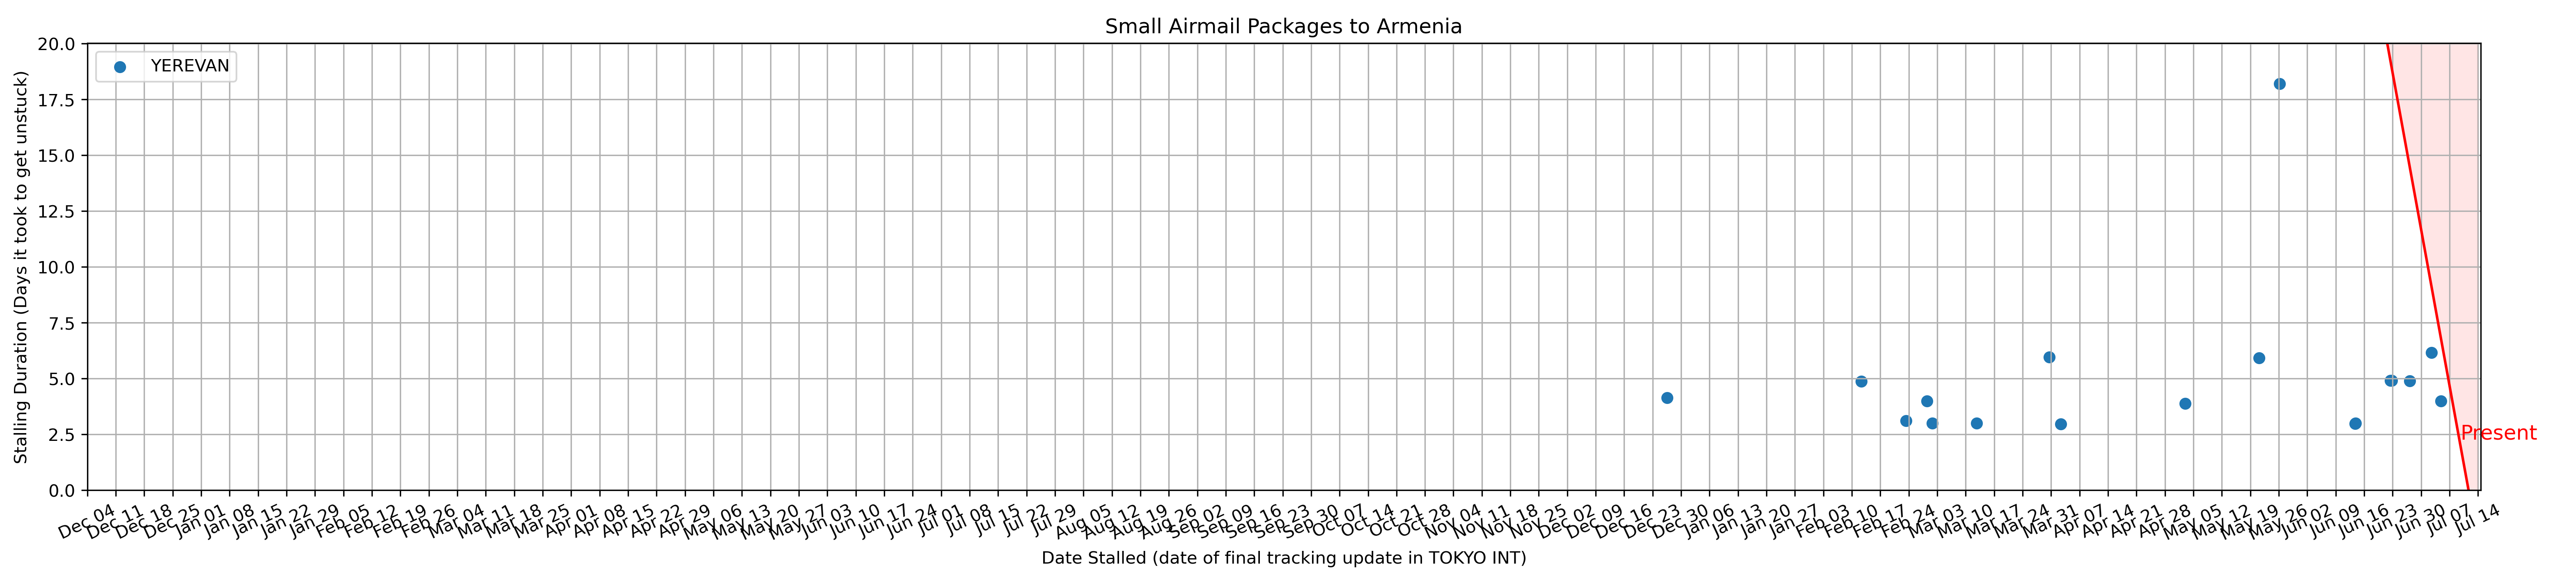 Small Airmail Packages to Armenia
YEREVAN
Stalling Duration (Days it took to get unstuck)
20.0
17.5
15.0
12.5
10.0
7.5
5.0
2.5
0.0
Present
Dec 04 Dec 11 Dec 18 Dec 25 Jan 01 Jan 08 Jan 15 Jan 22 Jan 29 Feb 05 Feb 12 Feb 19 Feb 26 Mar 04 Mar 11 Mar 18 Mar 25 Apr 01 Apr 08 Apr 15 Apr 22 Apr 29 May 06 May 13 May 20 May 27 Jun 03 Jun 10 Jun 17 Jun 24 Jul 01 Jul 08 Jul 15 Jul 22 Jul 29 Aug 05 Aug 12 Aug 19 Aug 26 Sep 02 Sep 09 Sep 16 Sep 23 Sep 30 Oct 07 Oct 14 Oct 21 Oct 28 Nov 04 Nov 11 Nov 18 Nov 25 Dec 02 Dec 09 Dec 16 Dec 23 Dec 30 Jan 06 Jan 13 Jan 20 Jan 27 Feb 03 Feb 10 Feb 17 Feb 24 Mar 03 Mar 10 Mar 17 Mar 24 Mar 31 Apr 07 Apr 14 Apr 21 Apr 28 May 05 May 12 May 19 May 26 Jun 02 Jun 09 Jun 16 Jun 23 Jun 30 Jul 07 Jul 14
Date Stalled (date of final tracking update in TOKYO INT)